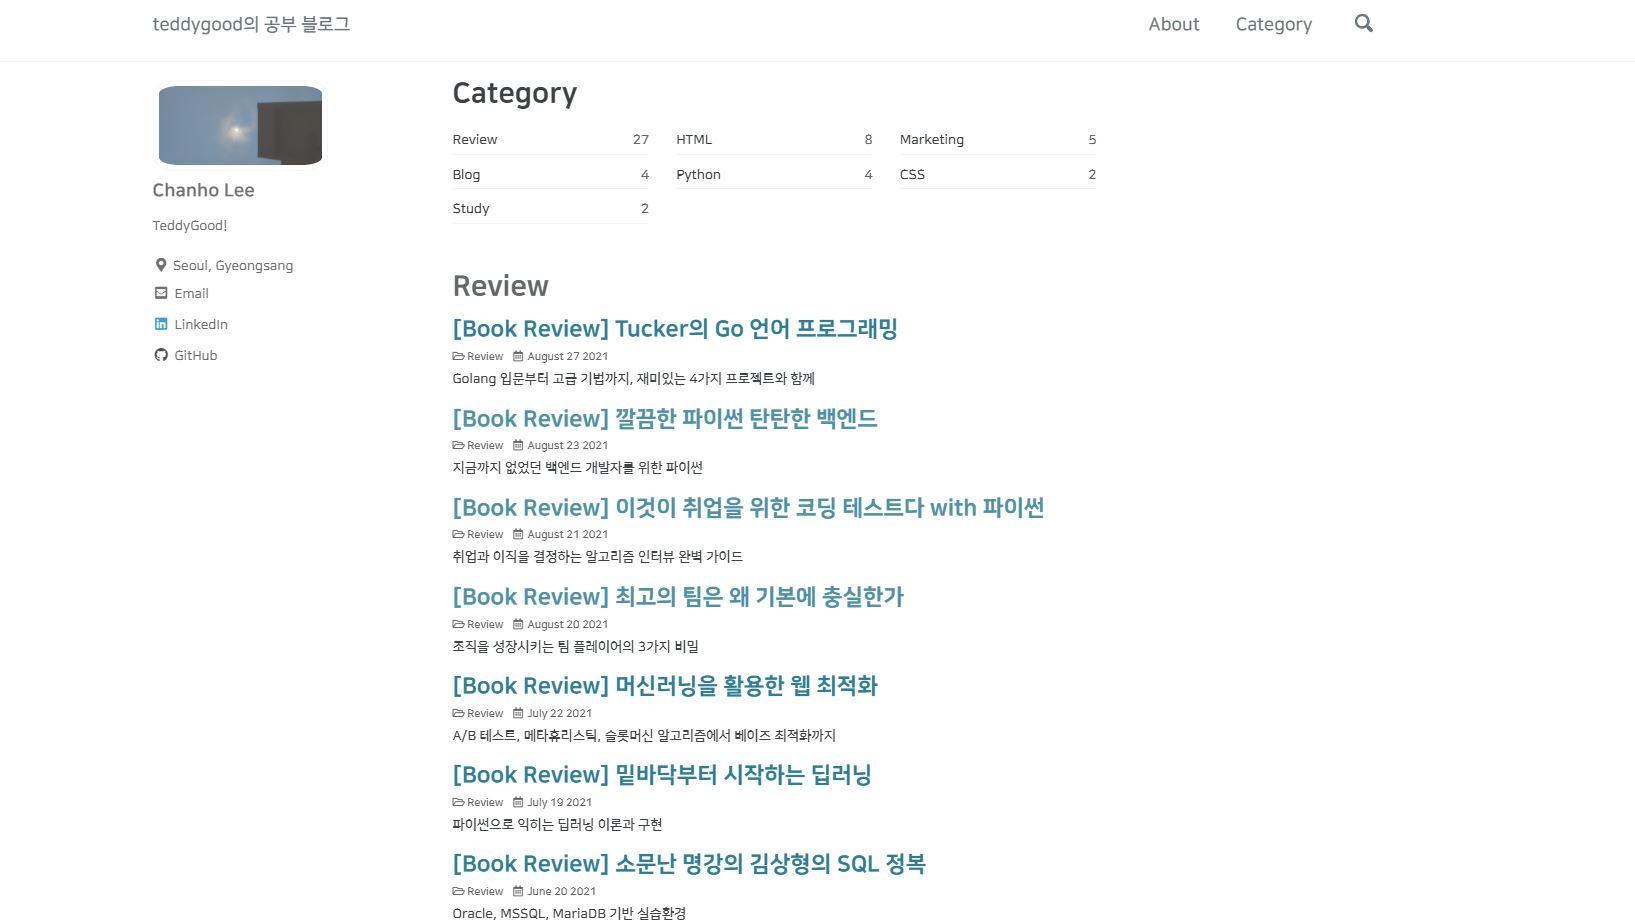 teddygood의 공부 블로그
About Category
Chanho Lee
TeddyGood!
Seoul, Gyeongsang
Email
LinkedIn
GitHub
Category
Review 27 HTML 8 Marketing 5
Blog 4 Python 4 CSS 2
Study 2
Review
[Book Review] Tucker의 Go 언어 프로그래밍
Review August 27 2021
Golang 입문부터 고급 기법까지, 재미있는 4가지 프로젝트와 함께
[Book Review] 깔끔한 파이썬 탄탄한 백엔드
Review August 23 2021
지금까지 없었던 백엔드 개발자를 위한 파이썬
[Book Review] 이것이 취업을 위한 코딩 테스트다 with 파이썬
Review August 21 2021
취업과 이직을 결정하는 알고리즘 인터뷰 완벽 가이드
[Book Review] 최고의 팀은 왜 기본에 충실한가
Review August 20 2021
조직을 성장시키는 팀 플레이어의 3가지 비밀
[Book Review] 머신러닝을 활용한 웹 최적화
Review July 22 2021
A/B 테스트, 메타휴리스틱, 슬롯머신 알고리즘에서 베이즈 최적화까지
[Book Review] 밑바닥부터 시작하는 딥러닝
Review July 19 2021
파이썬으로 익히는 딥러닝 이론과 구현
[Book Review] 소문난 명강의 김상형의 SQL 정복
Review June 20 2021
Oracle, MSSQL, MariaDB 기반 실습환경